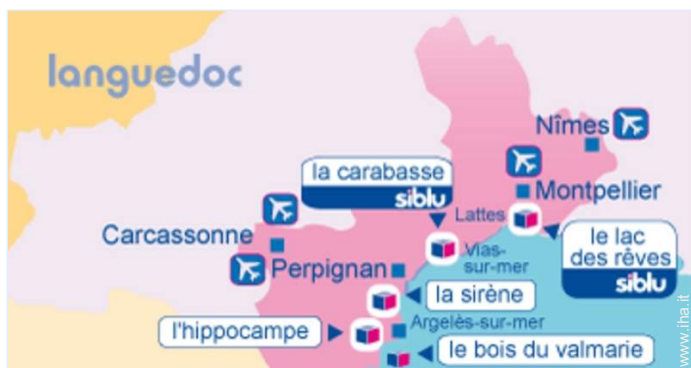 languedoc
Nîmes
la carabasse
siblu
Montpellier
Lattes
Carcassonne
le lac
des rêves
siblu
Vias-
sur-mer
Perpignan
la sirène
Argelès-sur-mer
l'hippocampe
le bois du valmarie
www.iha.it